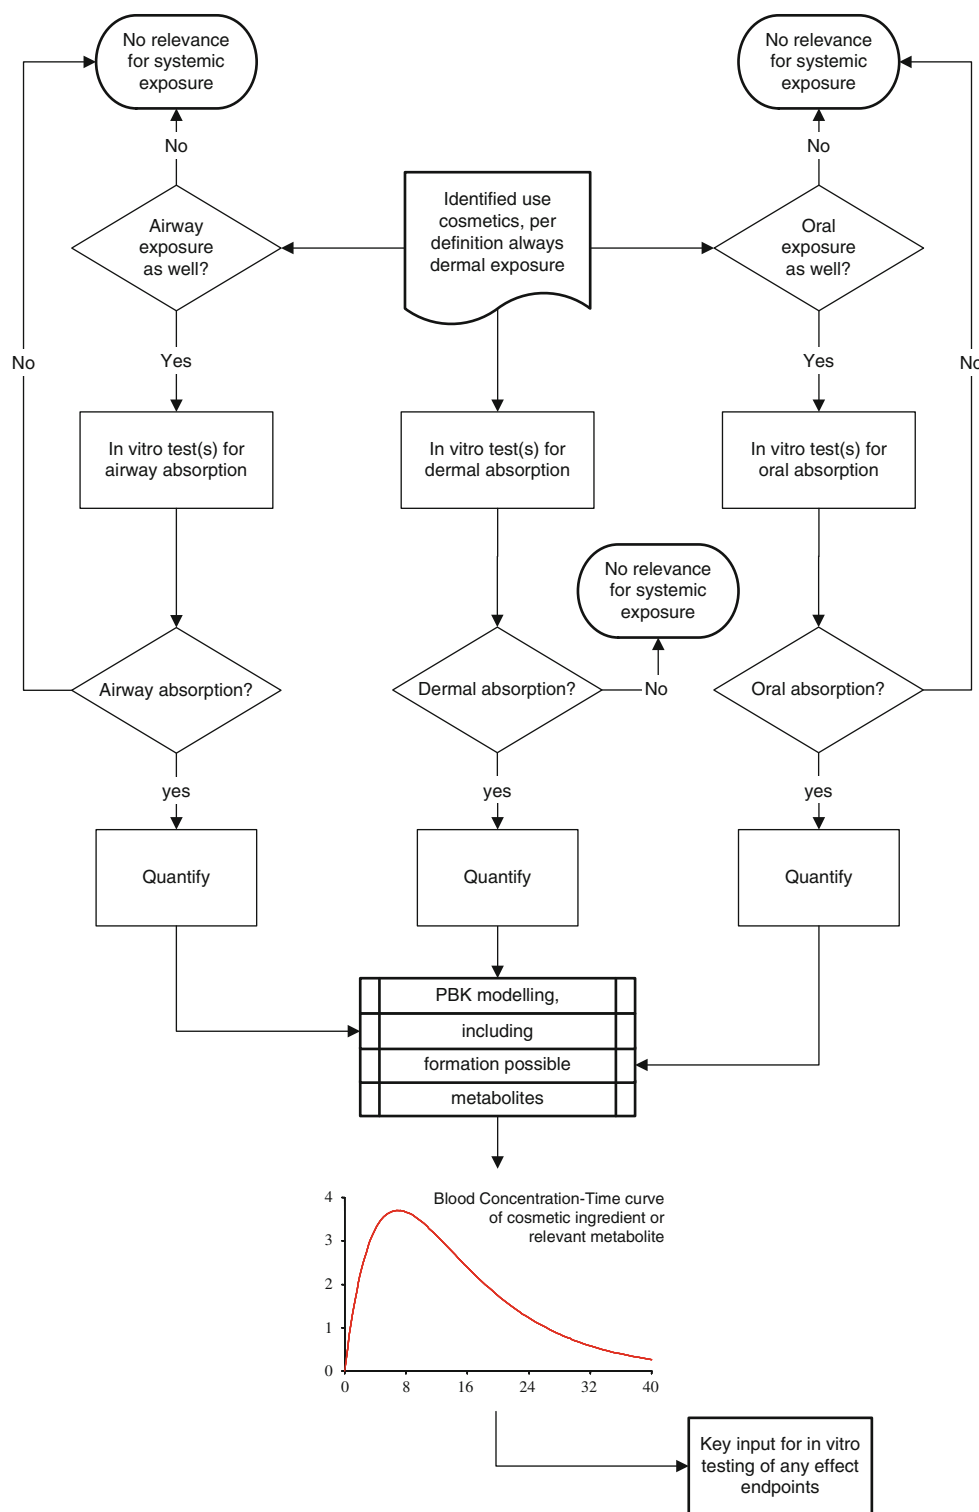 No relevance
for systemic
exposure
No relevance
for systemic
exposure
No
No
Identified use
cosmetics, per
definition always
dermal exposure
Airway
exposure
as well?
Oral
exposure
as well?
No
Yes
Yes
No
In vitro test(s) for
airway absorption
In vitro test(s) for
dermal absorption
In vitro test(s) for
oral absorption
No relevance
for systemic
exposure
Airway absorption?
Dermal absorption?
No
Oral absorption?
yes
yes
yes
Quantify
Quantify
Quantify
PBK modelling,
including
formation possible
metabolites
Blood Concentration-Time curve
of cosmetic ingredient or
relevant metabolite
4
3
2
1
0
0 8 16 24 32 40
Key input for in vitro
testing of any effect
endpoints